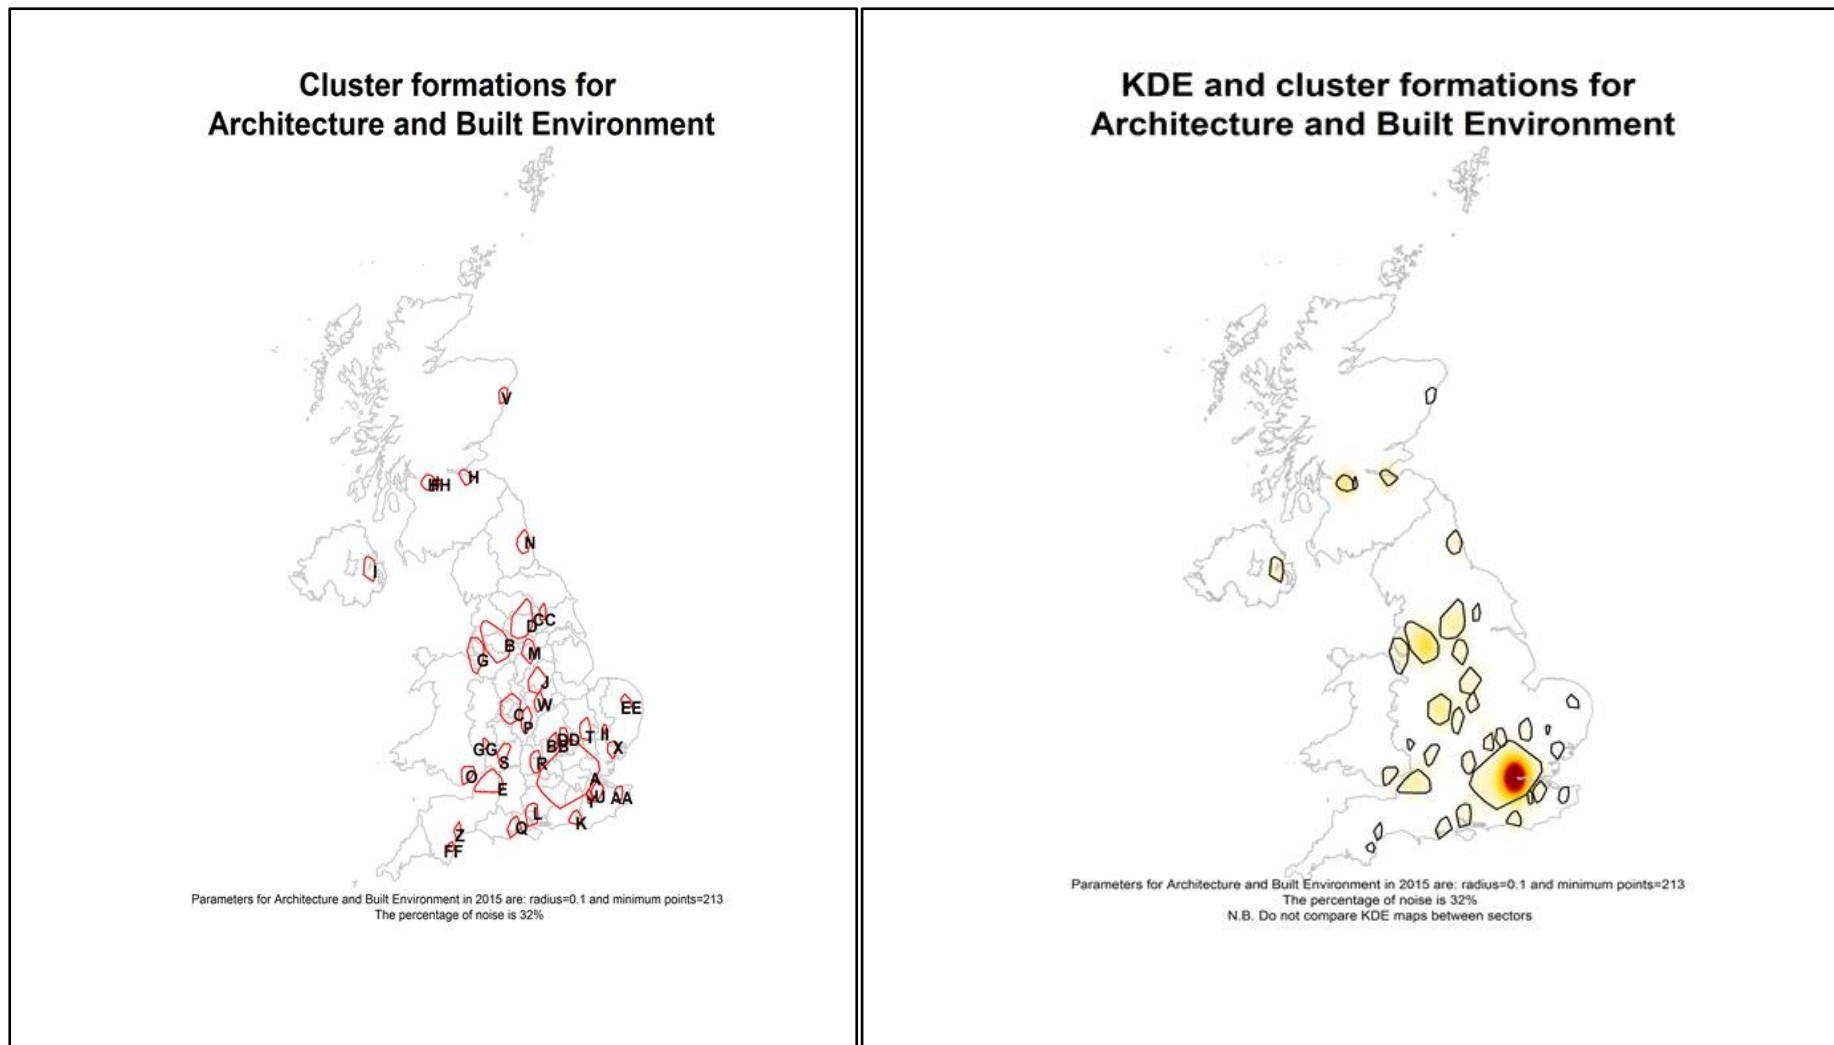 Cluster formations for
Architecture and Built Environment
V
H
HH
N
I
CC
D
B
M
G
J
W
C
P
EE
T
II
DD
BB
X
GG
S
R
O
E
A
U
Y
AA
L
K
Q
Z
FF
Parameters for Architecture and Built Environment in 2015 are: radius=0.1 and minimum points=213
The percentage of noise is 32%
KDE and cluster formations for
Architecture and Built Environment
Parameters for Architecture and Built Environment in 2015 are: radius=0.1 and minimum points=213
The percentage of noise is 32%
N.B. Do not compare KDE maps between sectors